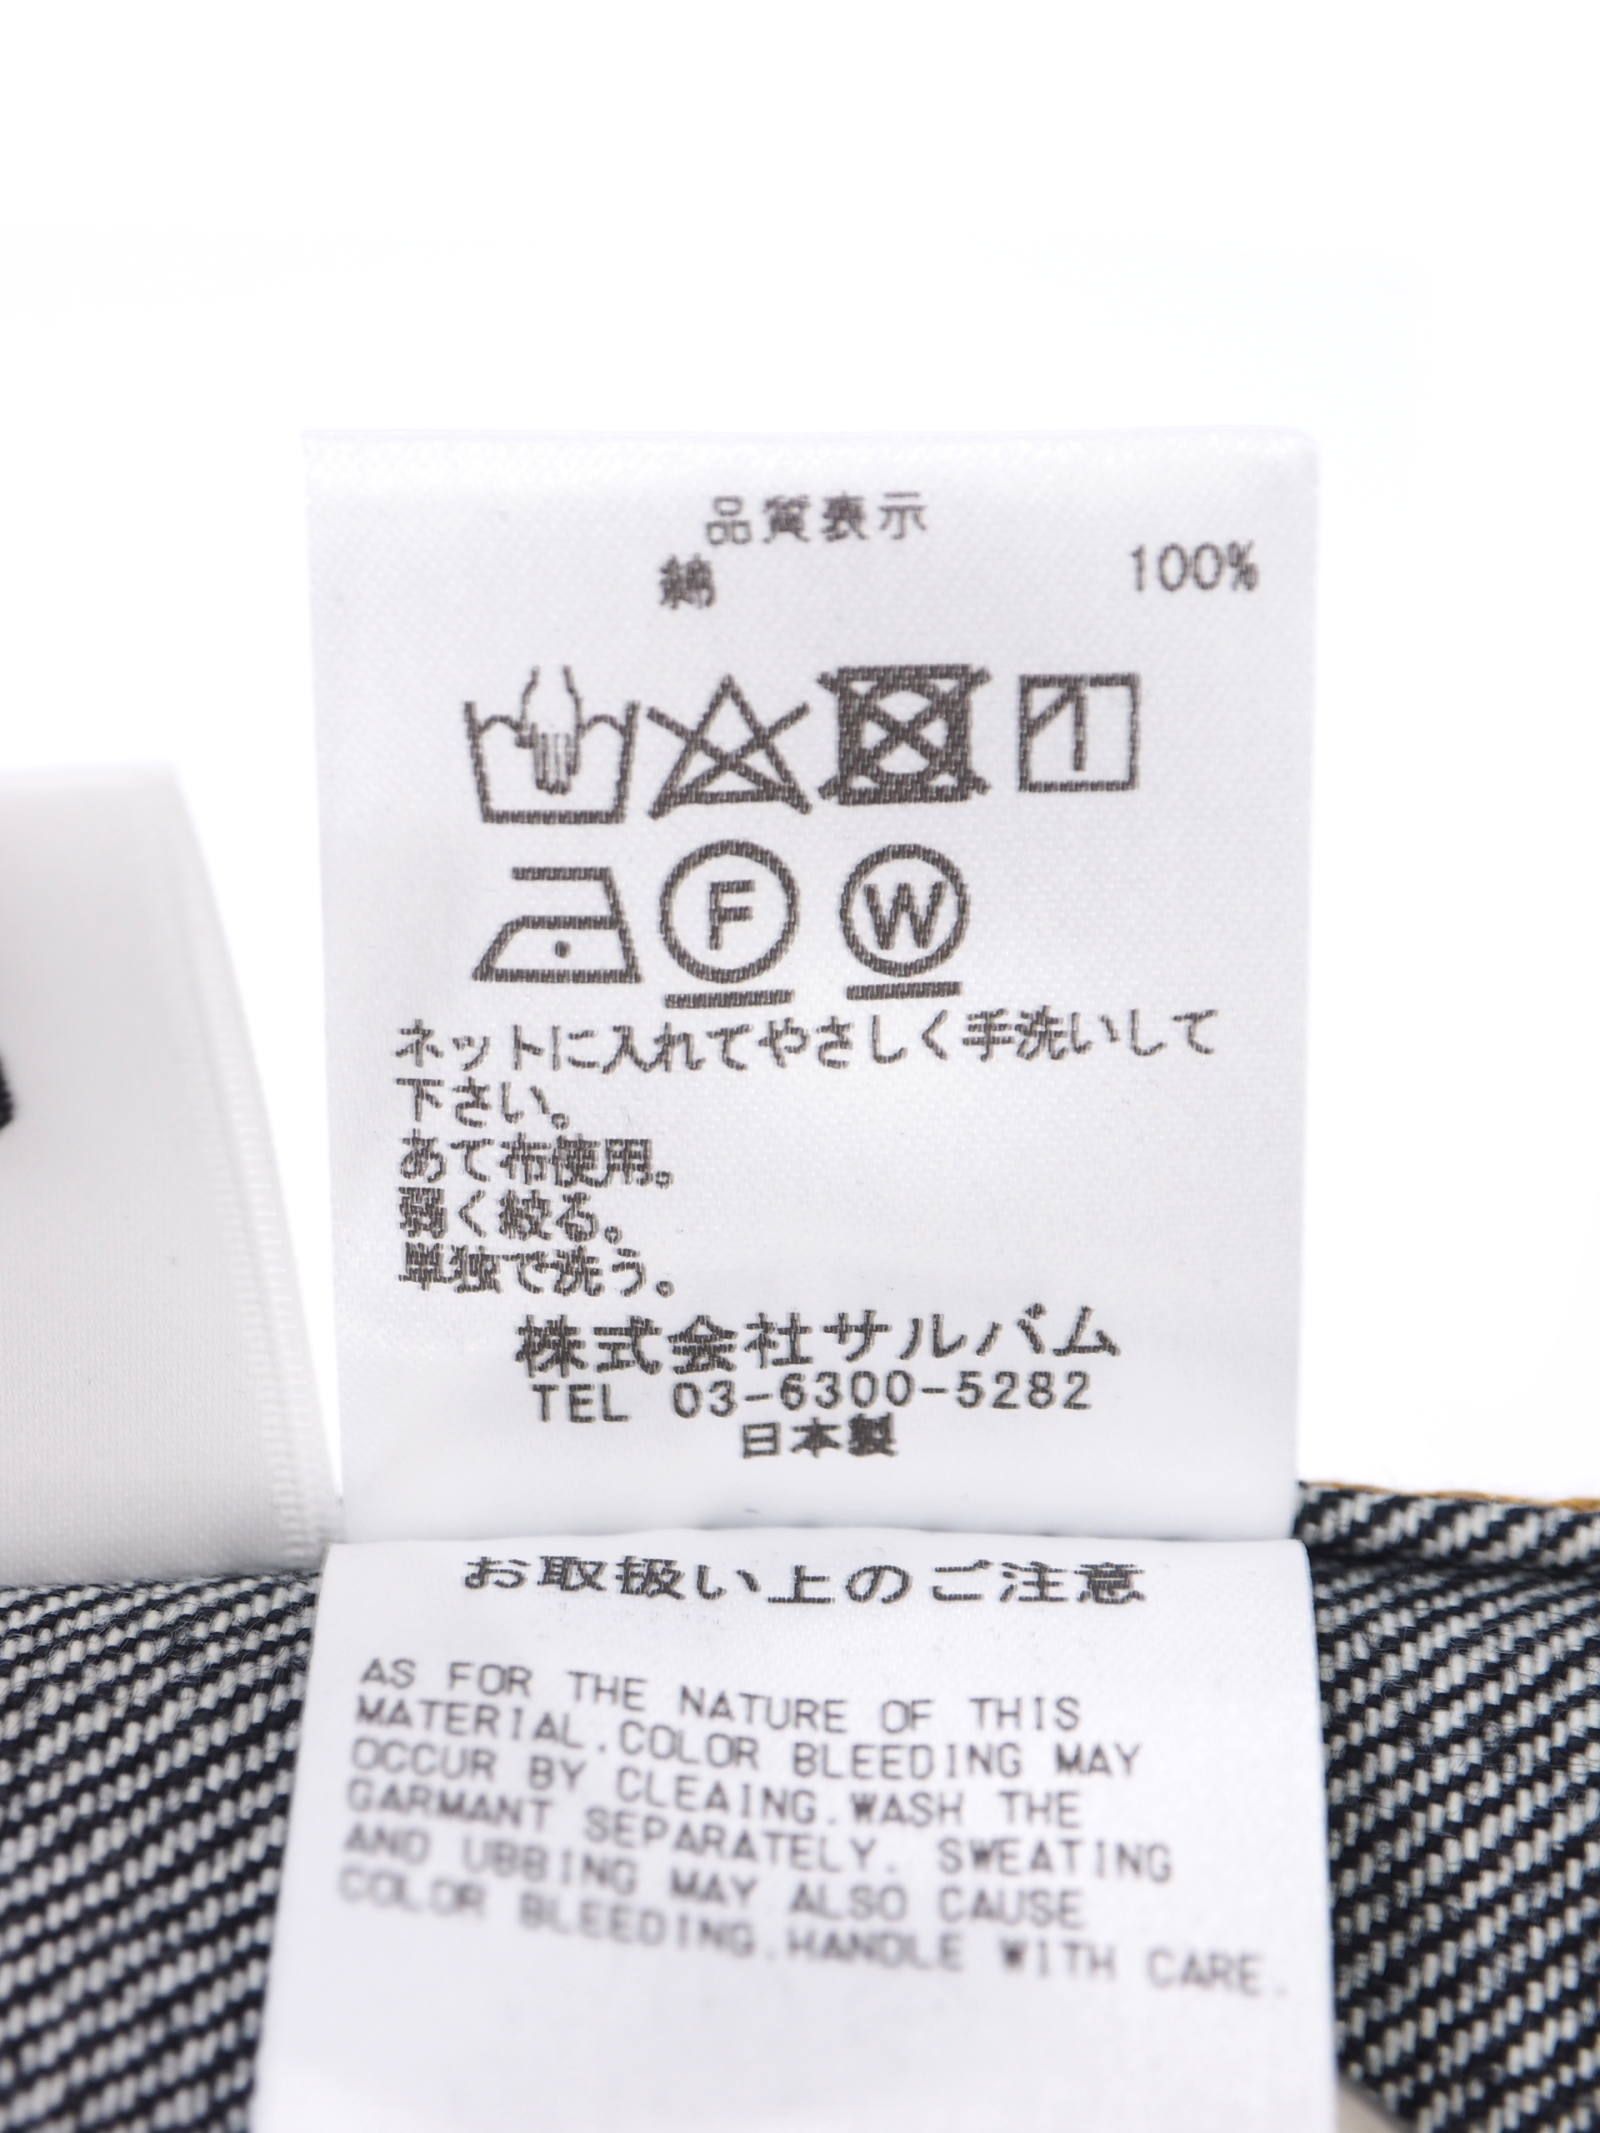 品質表示
綿 100%
F W
ネットに入れてやさしく手洗いして
下さい。
あて布使用。
弱く絞る。
単独で洗う。
株式会社サルバム
TEL 03-6300-5282
日本製
お取扱い上のご注意
AS FOR THE NATURE OF THIS
MATERIAL.COLOR BLEEDING MAY
OCCUR BY CLEAING.WASH THE
GARMANT SEPARATELY. SWEATING
AND UBBING MAY ALSO CAUSE
COLOR BLEEDING.HANDLE WITH CARE.